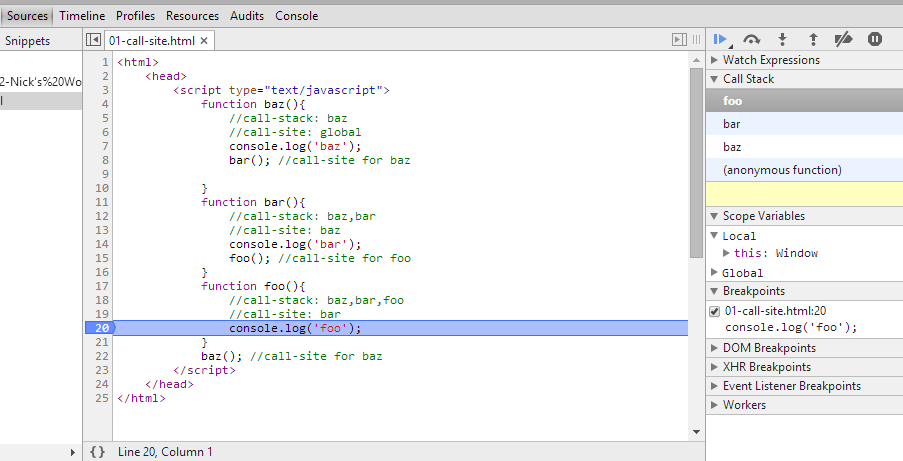 Sources Timeline Profiles Resources Audits Console
Snippets
2-Nick's%20Wo
l
01-call-site.html ×
1 <html>
2 <head>
3 <script type="text/javascript">
4 function baz(){
5 //call-stack: baz
6 //call-site: global
7 console.log('baz');
8 bar(); //call-site for baz
9
10 }
11 function bar(){
12 //call-stack: baz,bar
13 //call-site: baz
14 console.log('bar');
15 foo(); //call-site for foo
16 }
17 function foo(){
18 //call-stack: baz,bar,foo
19 //call-site: bar
20 console.log('foo');
21 }
22 baz(); //call-site for baz
23 </script>
24 </head>
25 </html>
{} Line 20, Column 1
Watch Expressions
Call Stack
foo
bar
baz
(anonymous function)
Scope Variables
Local
this: Window
Global
Breakpoints
01-call-site.html:20
console.log('foo');
DOM Breakpoints
XHR Breakpoints
Event Listener Breakpoints
Workers